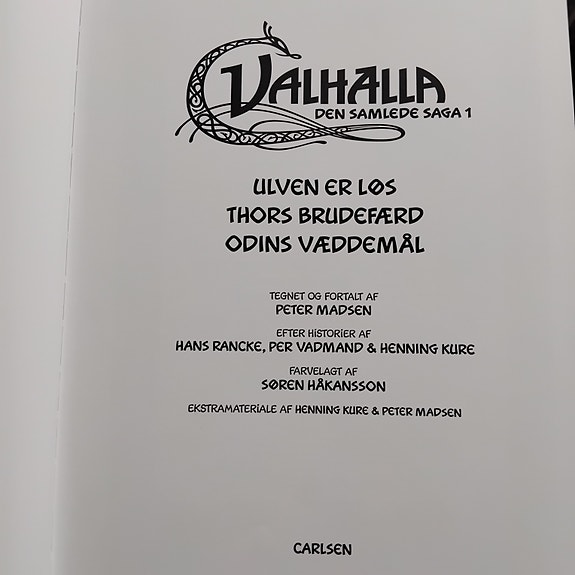 VALHALLA
DEN SAMLEDE SAGA 1
ULVEN ER LØS
THORS BRUDEFÆRD
ODINS VÆDDEMÅL
TEGNET OG FORTALT AF
PETER MADSEN
EFTER HISTORIER AF
HANS RANCKE, PER VADMAND & HENNING KURE
FARVELAGT AF
SØREN HÅKANSSON
EKSTRAMATERIALE AF HENNING KURE & PETER MADSEN
CARLSEN